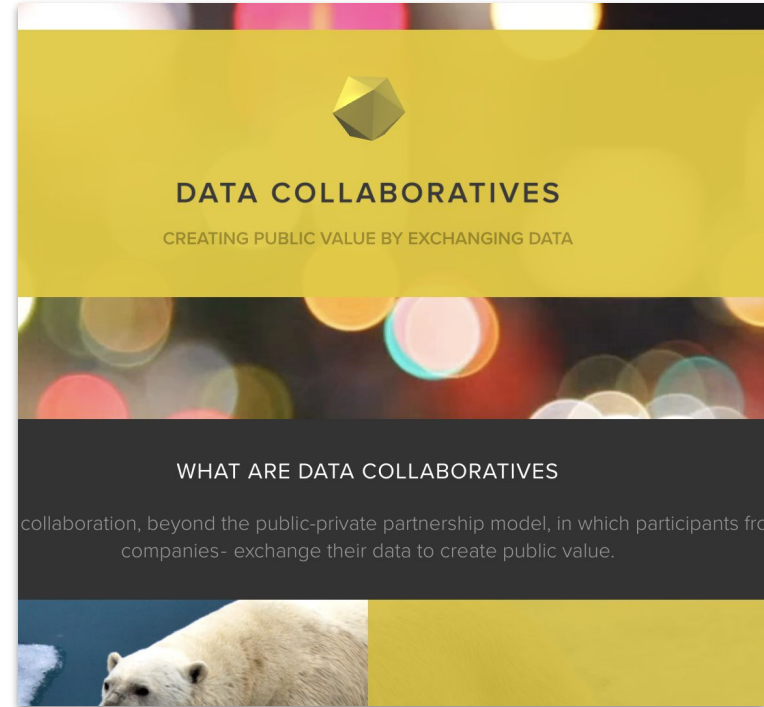 DATA COLLABORATIVES
CREATING PUBLIC VALUE BY EXCHANGING DATA
WHAT ARE DATA COLLABORATIVES
collaboration, beyond the public-private partnership model, in which participants
companies- exchange their data to create public value.